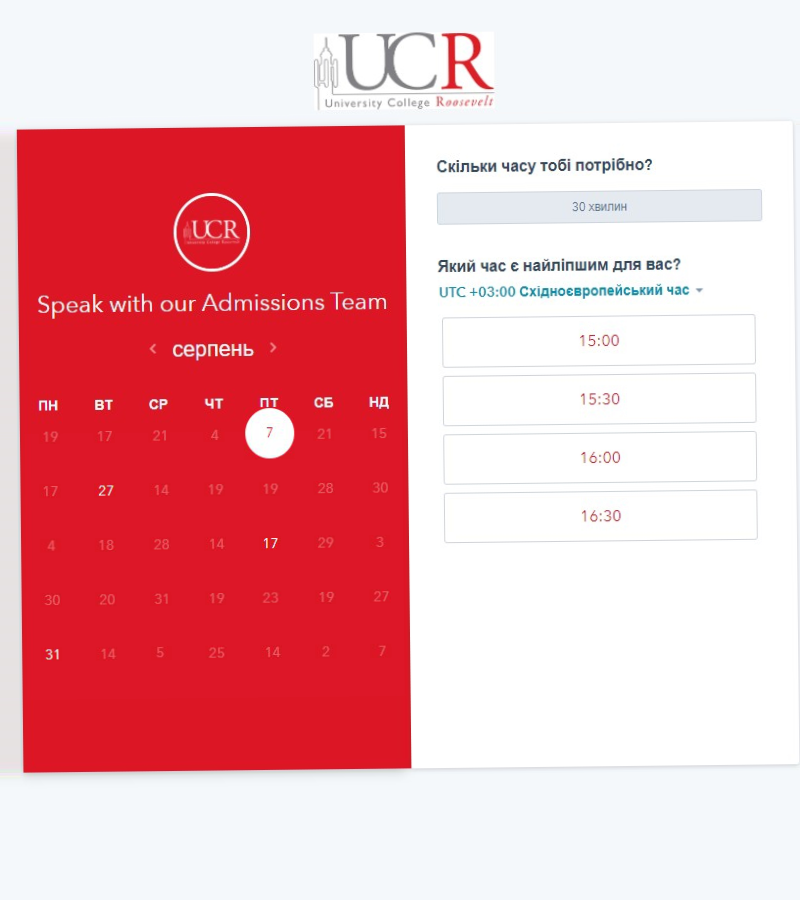 UCR
University College Roosevelt
UCR
University College Roosevelt
Speak with our Admissions Team
серпень
ПН ВТ СР ЧТ ПТ СБ НД
19 17 21 4 7 21 15
17 27 14 19 19 28 30
4 18 28 14 17 29 3
30 20 31 19 23 19 27
31 14 5 25 14 2 7
Скільки часу тобі потрібно?
30 хвилин
Який час є найліпшим для вас?
UTC +03:00 Східноєвропейський час
15:00
15:30
16:00
16:30